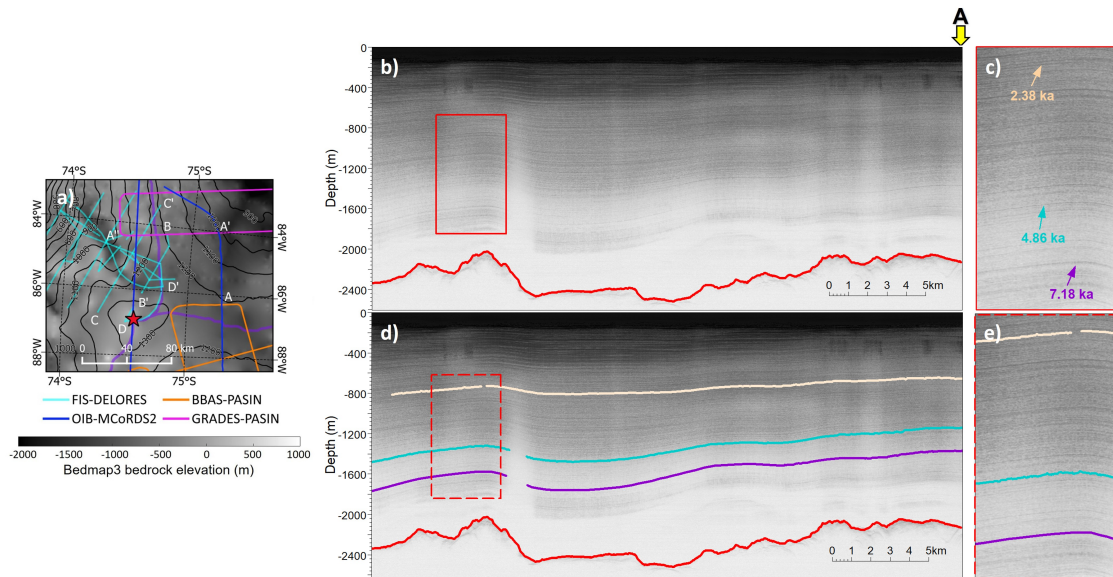 A
b)
0
-400
-800
-1200
-1600
-2000
-2400
Depth (m)
0 1 2 3 4 5km
c)
2.38 ka
4.86 ka
7.18 ka
74°S
75°S
a)
84°W
86°W
88°W
84°W
86°W
88°W
C'
B
A'
A"
D'
B'
A
C
D
1300
0 40 80 km
74°S
75°S
FIS-DELORES
BBAS-PASIN
OIB-MCoRDS2
GRADES-PASIN
-2000 -1500 -1000 -500 0 500 1000
Bedmap3 bedrock elevation (m)
d)
0
-400
-800
-1200
-1600
-2000
-2400
Depth (m)
0 1 2 3 4 5km
e)